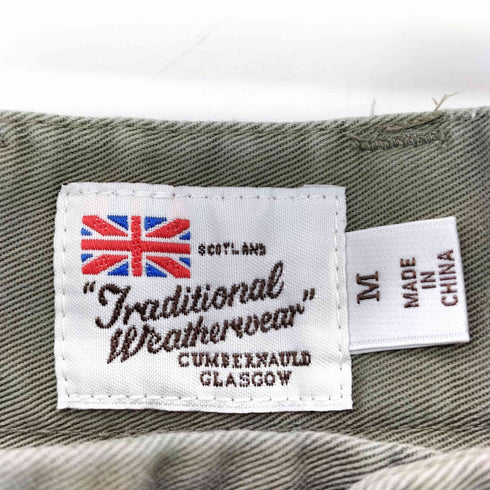 SCOTLAND
"Traditional
Weatherwear"
CUMBERNAULD
GLASGOW
M
MADE
IN
CHINA